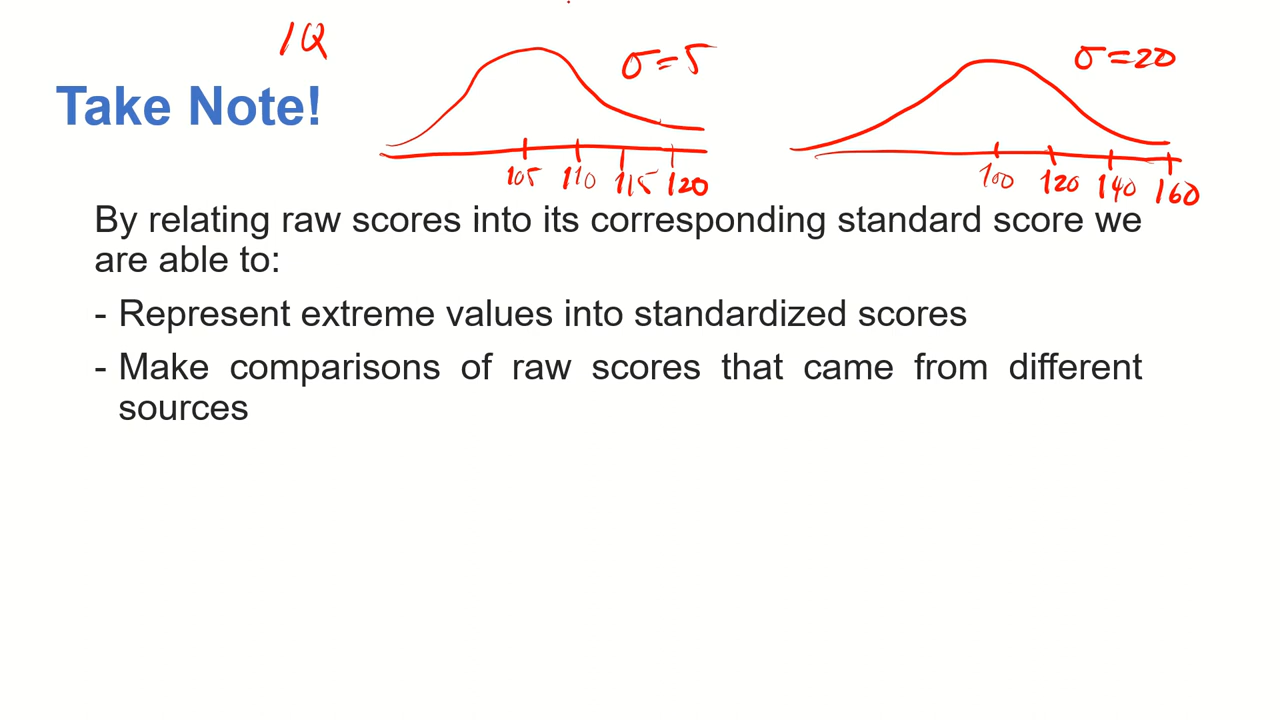 IQ
σ=5
σ=20
Take Note!
105 110 115 120
100 120 140 160
By relating raw scores into its corresponding standard score we
are able to:
- Represent extreme values into standardized scores
- Make comparisons of raw scores that came from different
sources